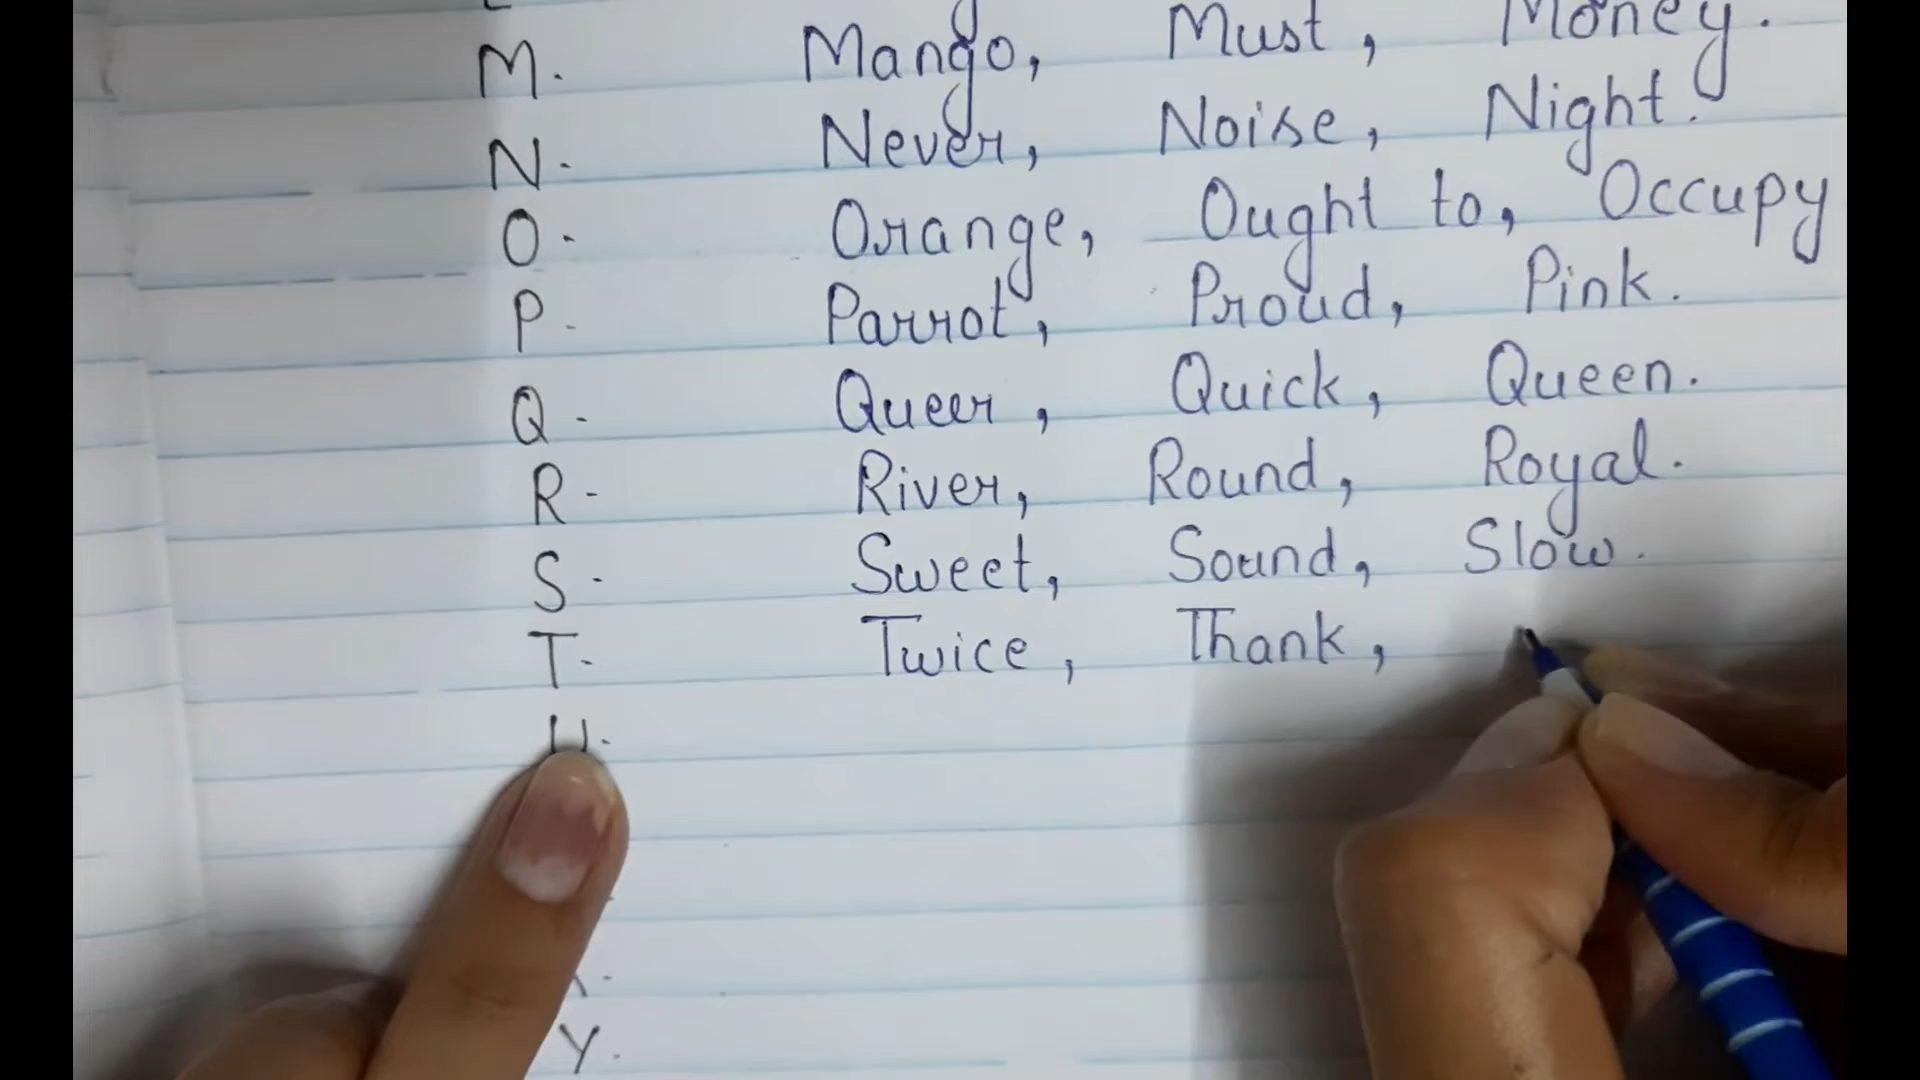 M. Mango, Must, Money.
N. Never, Noise, Night.
O. Orange, Ought to, Occupy
P. Parrot, Proud, Pink.
Q. Queer, Quick, Queen.
R. River, Round, Royal.
S. Sweet, Sound, Slow.
T. Twice, Thank,
U.
Y.